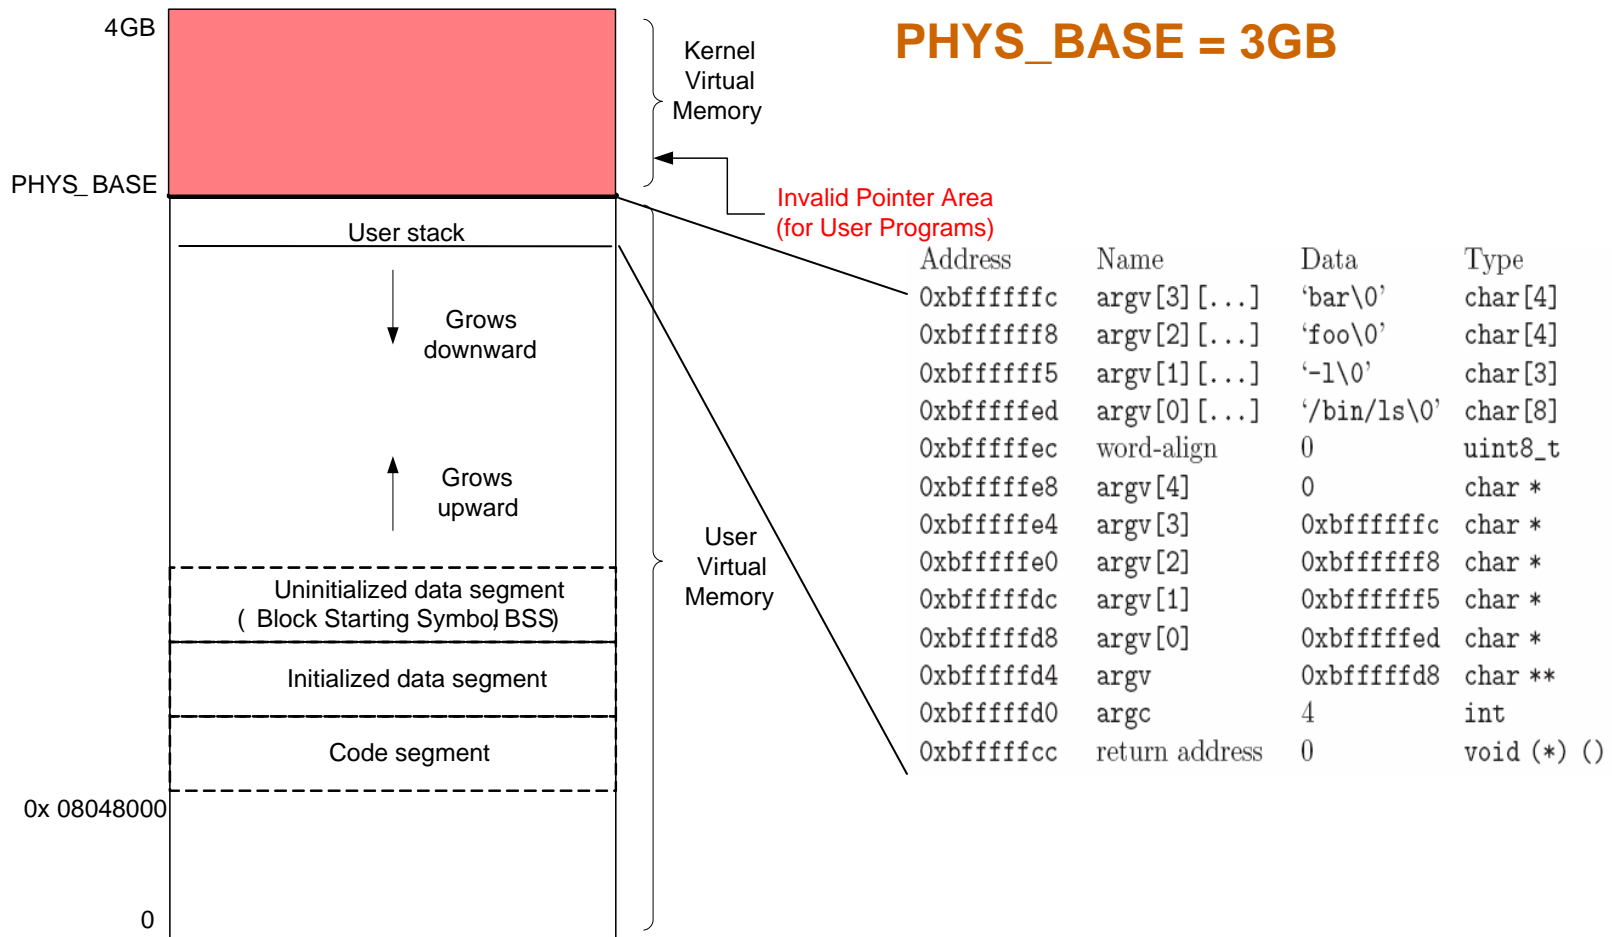 PHYS_BASE = 3GB
4GB
Kernel
Virtual
Memory
PHYS_BASE
Invalid Pointer Area
(for User Programs)
User stack
Grows
downward
Grows
upward
User
Virtual
Memory
Uninitialized data segment
( Block Starting Symbol, BSS)
Initialized data segment
Code segment
0x 08048000
0
Address Name Data Type
0xbffffffc argv[3][...] ‘bar\0’ char[4]
0xbffffff8 argv[2][...] ‘foo\0’ char[4]
0xbffffff5 argv[1][...] ‘-l\0’ char[3]
0xbfffffed argv[0][...] ‘/bin/ls\0’ char[8]
0xbfffffec word-align 0 uint8_t
0xbfffffe8 argv[4] 0 char *
0xbfffffe4 argv[3] 0xbffffffc char *
0xbfffffe0 argv[2] 0xbffffff8 char *
0xbfffffdc argv[1] 0xbffffff5 char *
0xbfffffd8 argv[0] 0xbfffffed char *
0xbfffffd4 argv 0xbfffffd8 char **
0xbfffffd0 argc 4 int
0xbfffffcc return address 0 void (*) ()